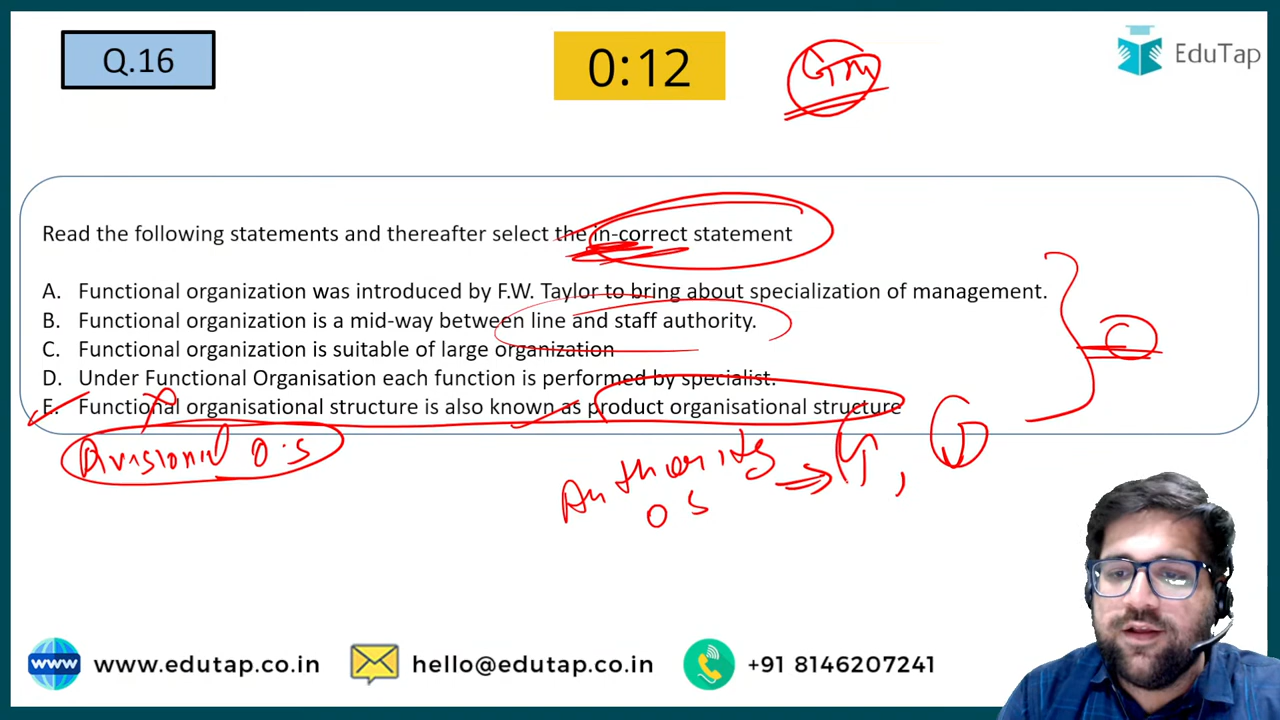 Q.16
0:12
EduTap
Read the following statements and thereafter select the in-correct statement
A. Functional organization was introduced by F.W. Taylor to bring about specialization of management.
B. Functional organization is a mid-way between line and staff authority.
C. Functional organization is suitable of large organization
D. Under Functional Organisation each function is performed by specialist.
E. Functional organisational structure is also known as product organisational structure
Divisional O.S
Authority
OS
www www.edutap.co.in hello@edutap.co.in +91 8146207241